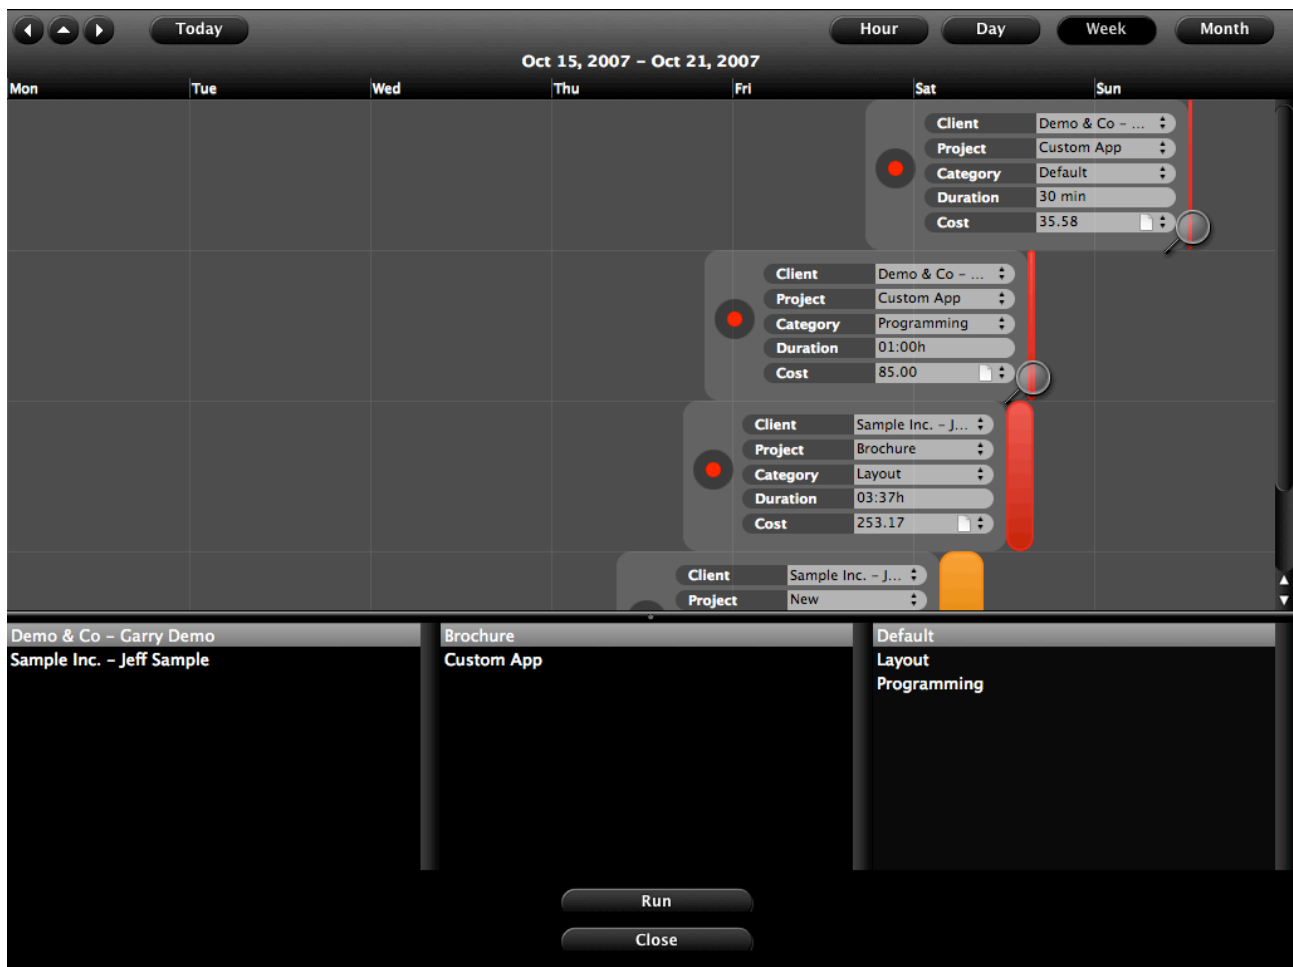 Today Hour Day Week Month
Oct 15, 2007 – Oct 21, 2007
Mon Tue Wed Thu Fri Sat Sun
Client Demo & Co – ...
Project Custom App
Category Default
Duration 30 min
Cost 35.58
Client Demo & Co – ...
Project Custom App
Category Programming
Duration 01:00h
Cost 85.00
Client Sample Inc. – J...
Project Brochure
Category Layout
Duration 03:37h
Cost 253.17
Client Sample Inc. – J...
Project New
Demo & Co – Garry Demo Brochure Default
Sample Inc. – Jeff Sample Custom App Layout
Programming
Run
Close